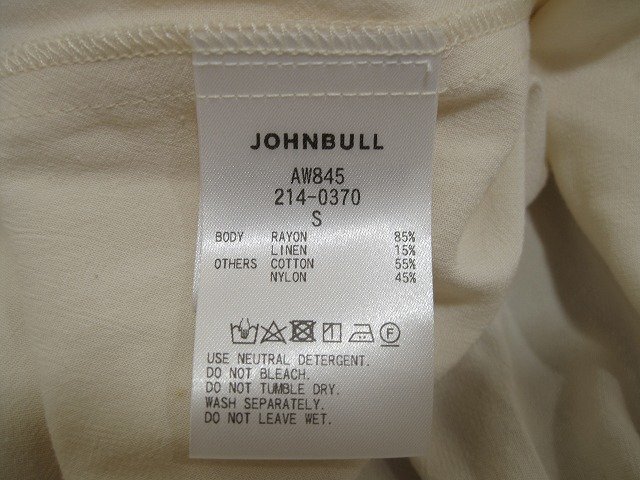 JOHNBULL
AW845
214-0370
S
BODY RAYON 85%
LINEN 15%
OTHERS COTTON 55%
NYLON 45%
F
USE NEUTRAL DETERGENT.
DO NOT BLEACH.
DO NOT TUMBLE DRY.
WASH SEPARATELY.
DO NOT LEAVE WET.